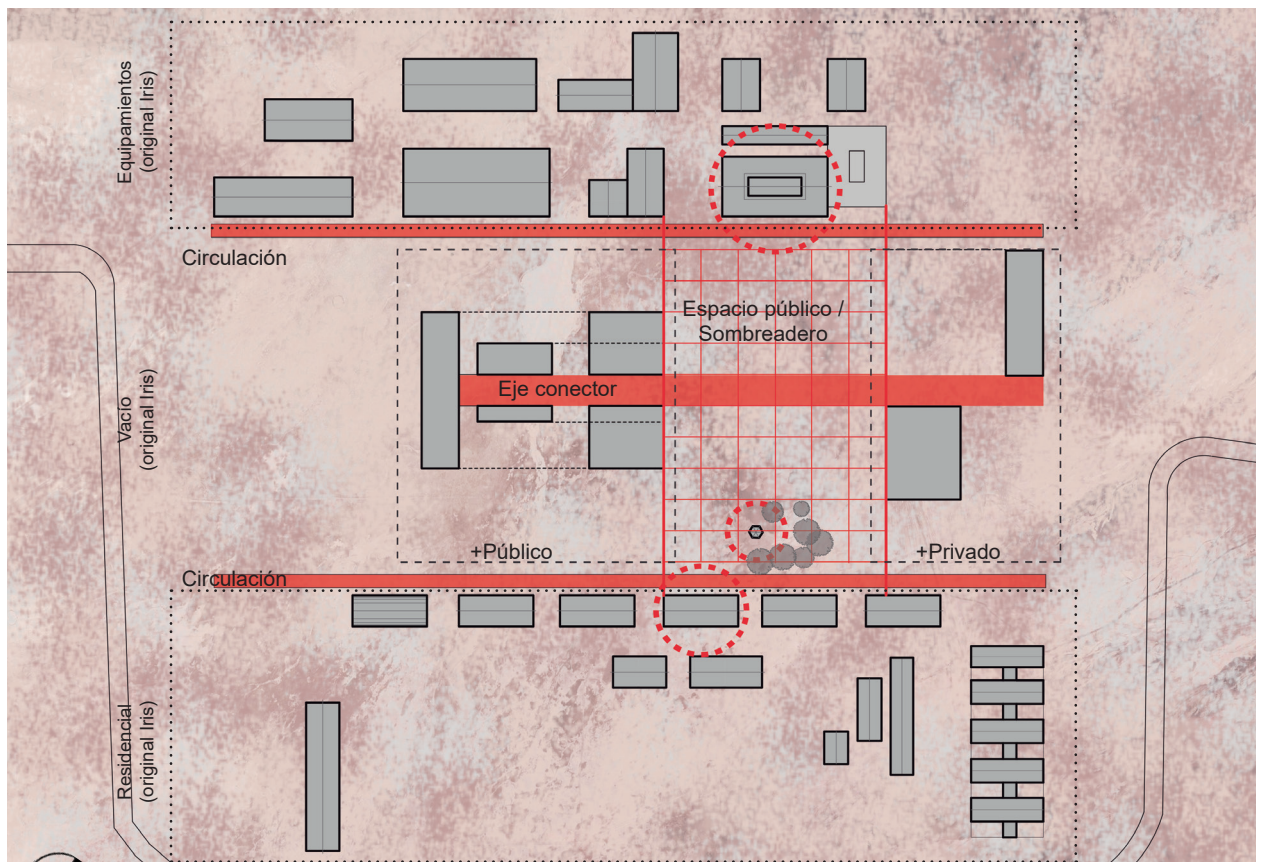 Equipamientos
(original Iris)
Circulación
Espacio público /
Sombreadero
Eje conector
Vacío
(original Iris)
+Público
+Privado
Circulación
Residencial
(original Iris)